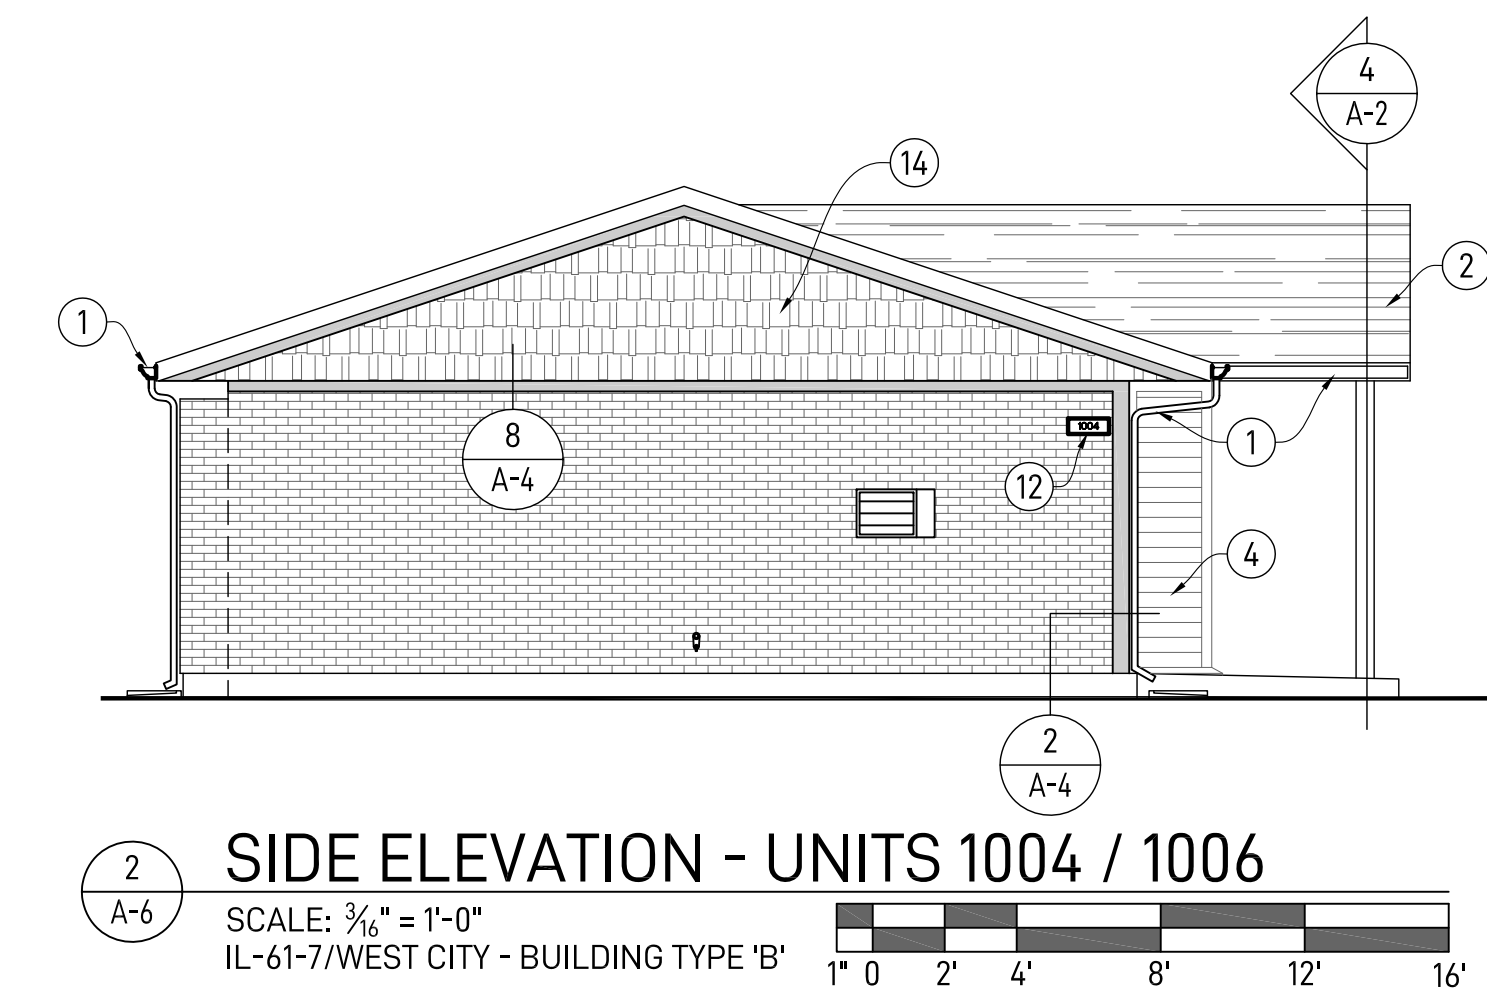 4
A-2
14
2
1
1004
8
A-4
1
12
4
2
A-4
2
A-6
SIDE ELEVATION - UNITS 1004 / 1006
SCALE: 3⁄16" = 1'-0"
IL-61-7/WEST CITY - BUILDING TYPE 'B'
1" 0 2' 4' 8' 12' 16'